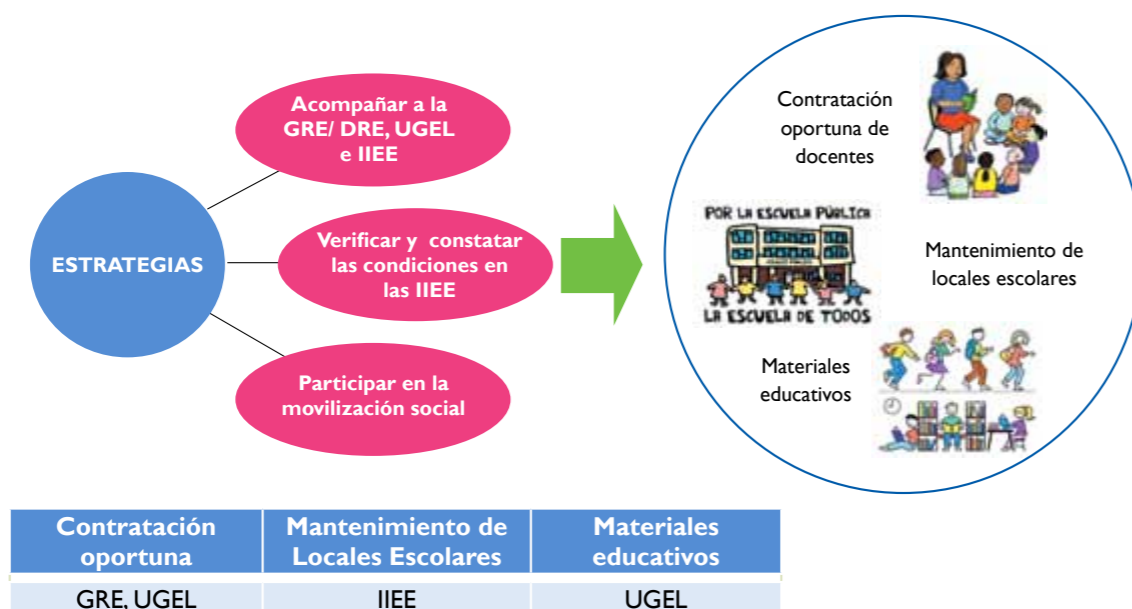 ESTRATEGIAS
Acompañar a la
GRE/ DRE, UGEL
e IIEE
Verificar y constatar
las condiciones en
las IIEE
Participar en la
movilización social
Contratación
oportuna de
docentes
POR LA ESCUELA PÚBLICA
LA ESCUELA DE TODOS
Mantenimiento de
locales escolares
Materiales
educativos
Contratación
oportuna
Mantenimiento de
Locales Escolares
Materiales
educativos
GRE, UGEL
IIEE
UGEL